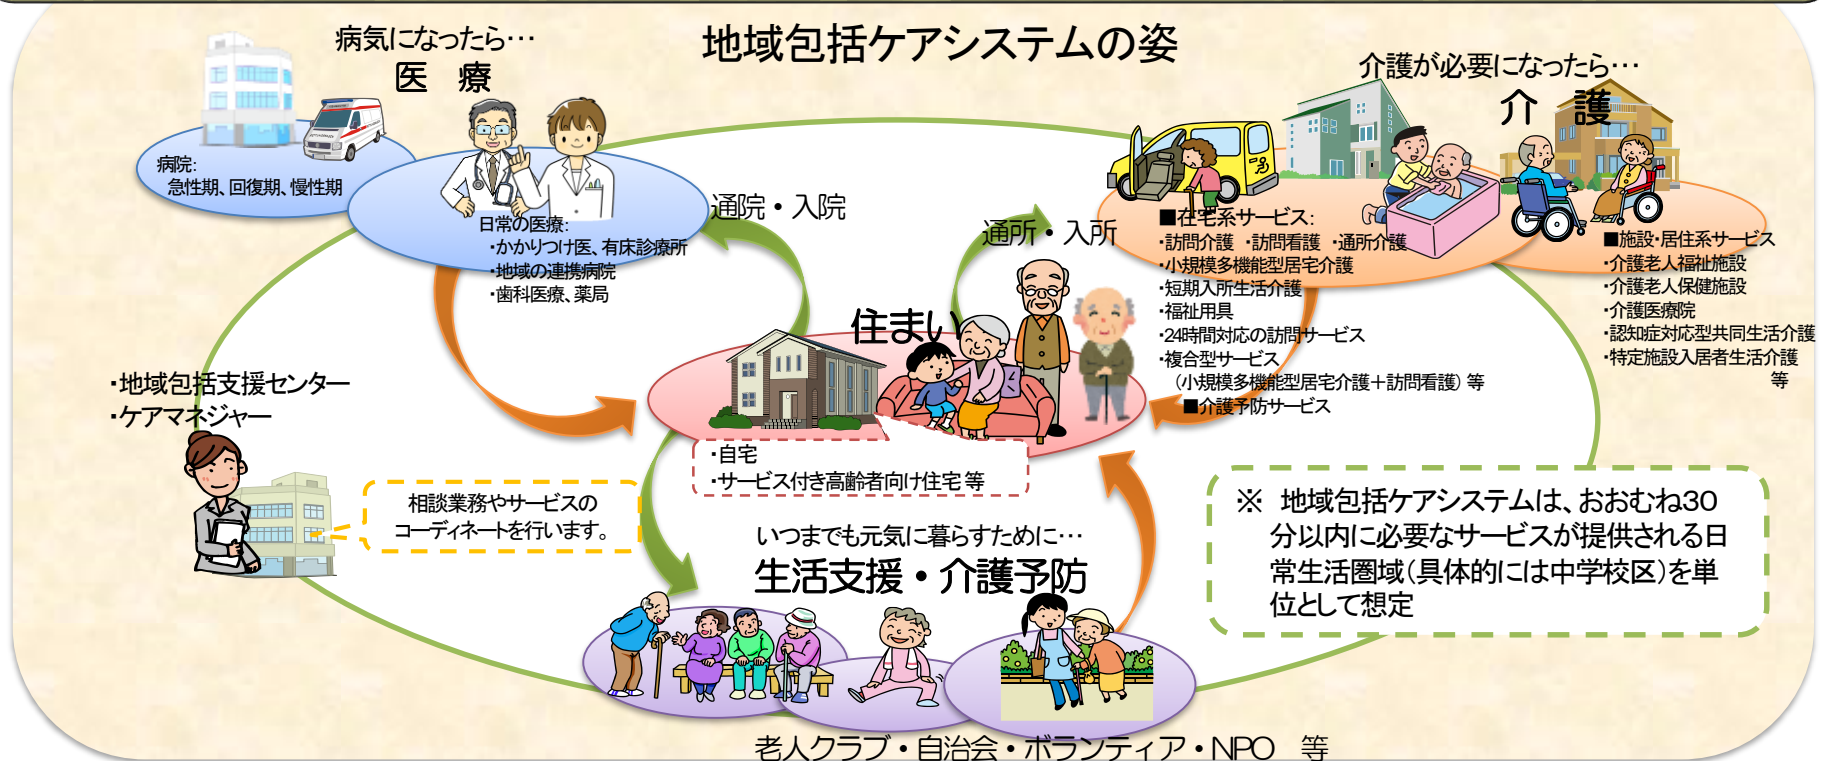 地域包括ケアシステムの姿
病気になったら…
医 療
病院:
急性期、回復期、慢性期
日常の医療:
・かかりつけ医、有床診療所
・地域の連携病院
・歯科医療、薬局
通院・入院
通所・入所
介護が必要になったら…
介 護
■在宅系サービス:
・訪問介護 ・訪問看護 ・通所介護
・小規模多機能型居宅介護
・短期入所生活介護
・福祉用具
・24時間対応の訪問サービス
・複合型サービス
(小規模多機能型居宅介護+訪問看護) 等
■介護予防サービス
■施設・居住系サービス
・介護老人福祉施設
・介護老人保健施設
・介護医療院
・認知症対応型共同生活介護
・特定施設入居者生活介護
等
住まい
・自宅
・サービス付き高齢者向け住宅 等
・地域包括支援センター
・ケアマネジャー
相談業務やサービスの
コーディネートを行います。
いつまでも元気に暮らすために…
生活支援・介護予防
老人クラブ・自治会・ボランティア・NPO 等
※ 地域包括ケアシステムは、おおむね30
分以内に必要なサービスが提供される日
常生活圏域(具体的には中学校区)を単
位として想定